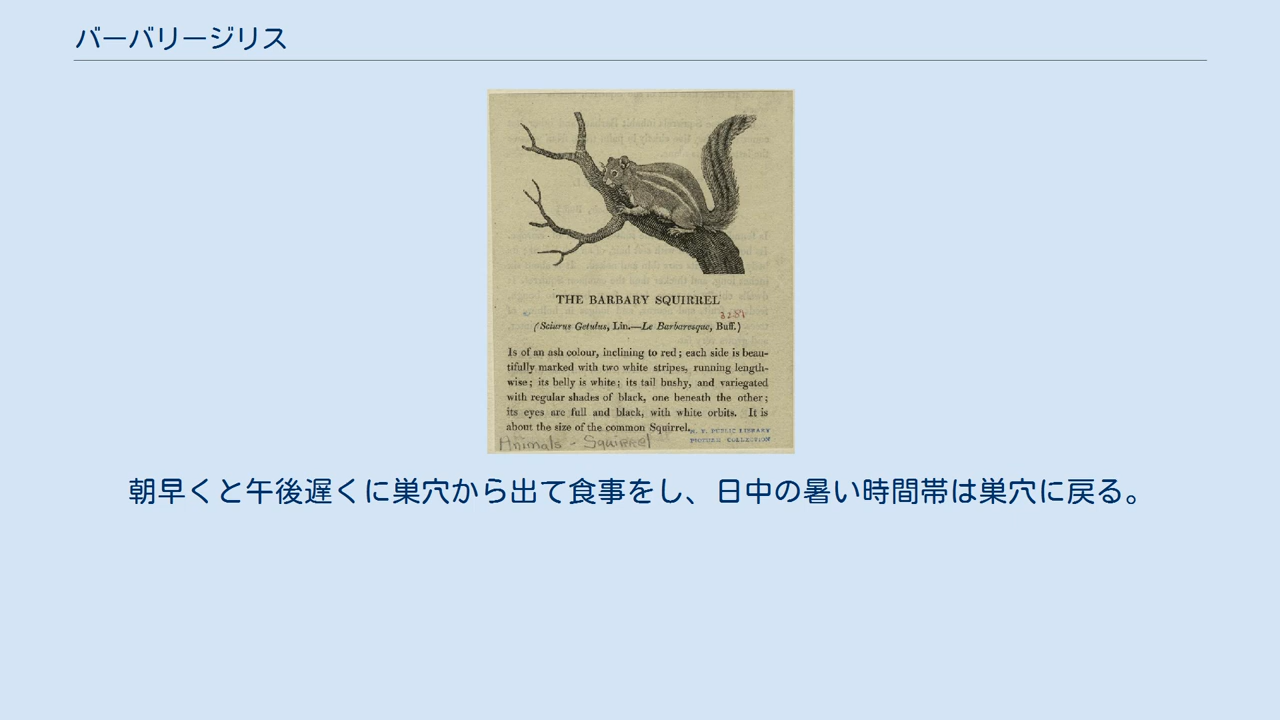 バーバリージリス
THE BARBARY SQUIRREL
3289
(Sciurus Getulus, Lin.—Le Barbaresque, Buff.)
Is of an ash colour, inclining to red; each side is beau-
tifully marked with two white stripes, running length-
wise; its belly is white; its tail bushy, and variegated
with regular shades of black, one beneath the other;
its eyes are full and black, with white orbits. It is
about the size of the common Squirrel.
N. Y. PUBLIC LIBRARY
PICTURE COLLECTION
Animals - Squirrel
朝早くと午後遅くに巣穴から出て食事をし、日中の暑い時間帯は巣穴に戻る。